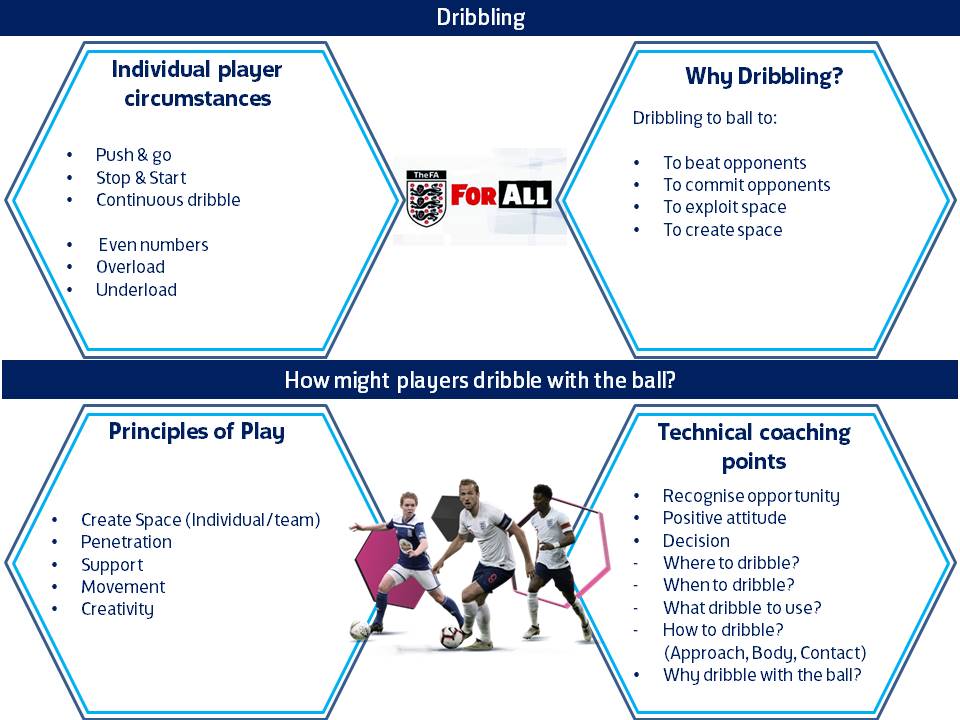 Dribbling
Individual player
circumstances
• Push & go
• Stop & Start
• Continuous dribble
• Even numbers
• Overload
• Underload
TheFA
FOR ALL
Why Dribbling?
Dribbling to ball to:
• To beat opponents
• To commit opponents
• To exploit space
• To create space
How might players dribble with the ball?
Principles of Play
• Create Space (Individual/team)
• Penetration
• Support
• Movement
• Creativity
Technical coaching
points
• Recognise opportunity
• Positive attitude
• Decision
- Where to dribble?
- When to dribble?
- What dribble to use?
- How to dribble?
(Approach, Body, Contact)
• Why dribble with the ball?